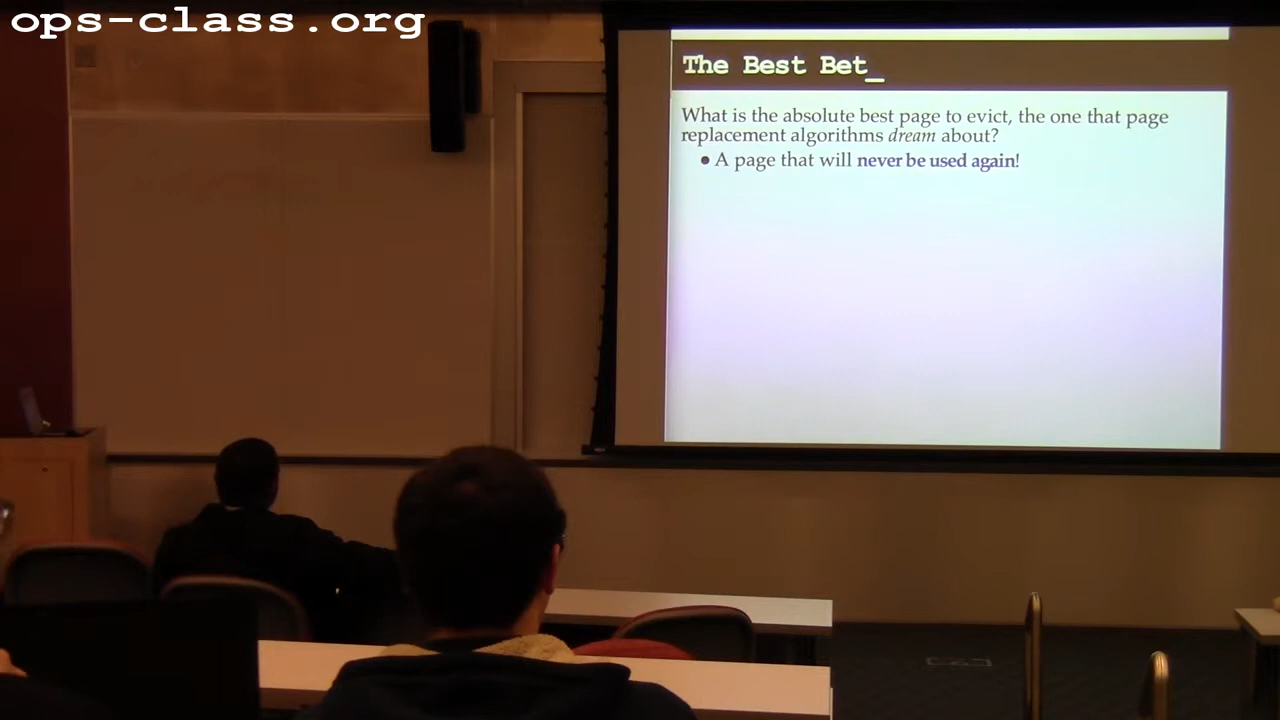 ops-class.org
The Best Bet_
What is the absolute best page to evict, the one that page
replacement algorithms dream about?
● A page that will never be used again!